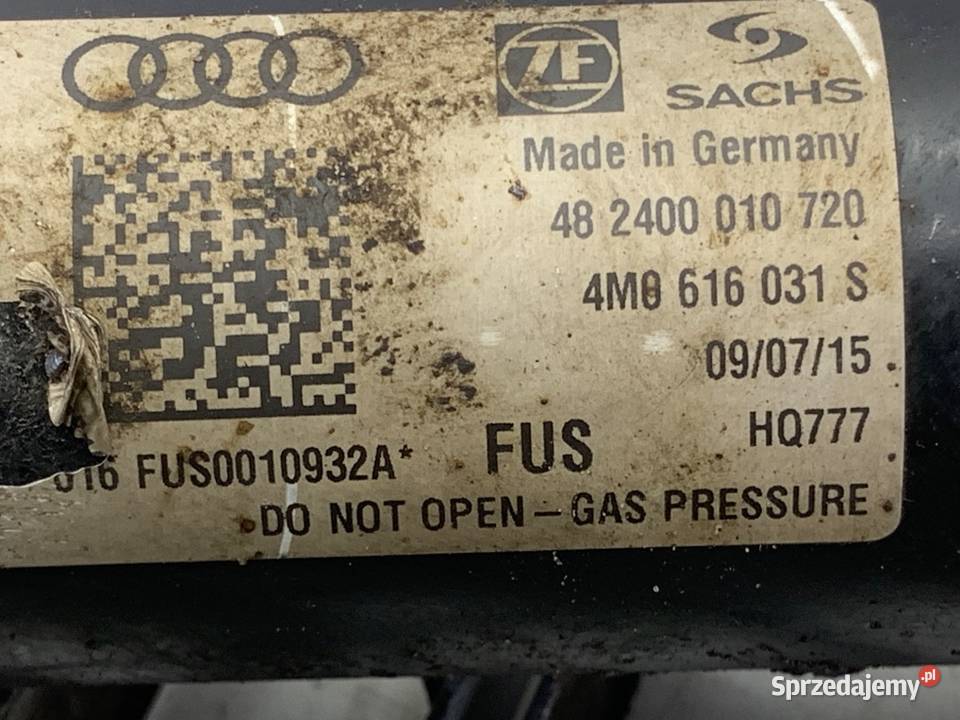 ZF
SACHS
Made in Germany
48 2400 010 720
4M0 616 031 S
09/07/15
HQ777
016 FUS0010932A* FUS
DO NOT OPEN – GAS PRESSURE
Sprzedajemy.pl